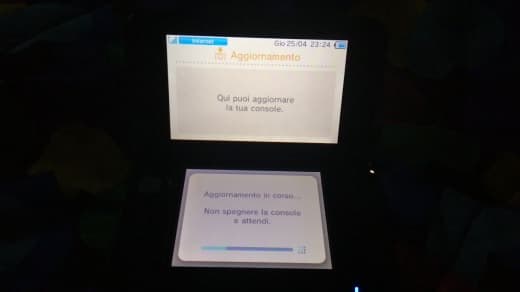 Internet
Gio 25/04 23:24
Aggiornamento
Qui puoi aggiornare
la tua console.
Aggiornamento in corso...
Non spegnere la console
e attendi.